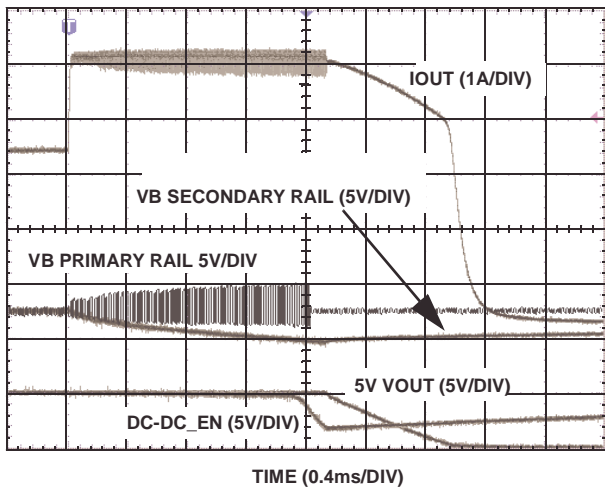 T
IOUT (1A/DIV)
VB SECONDARY RAIL (5V/DIV)
VB PRIMARY RAIL 5V/DIV
5V VOUT (5V/DIV)
DC-DC_EN (5V/DIV)
TIME (0.4ms/DIV)